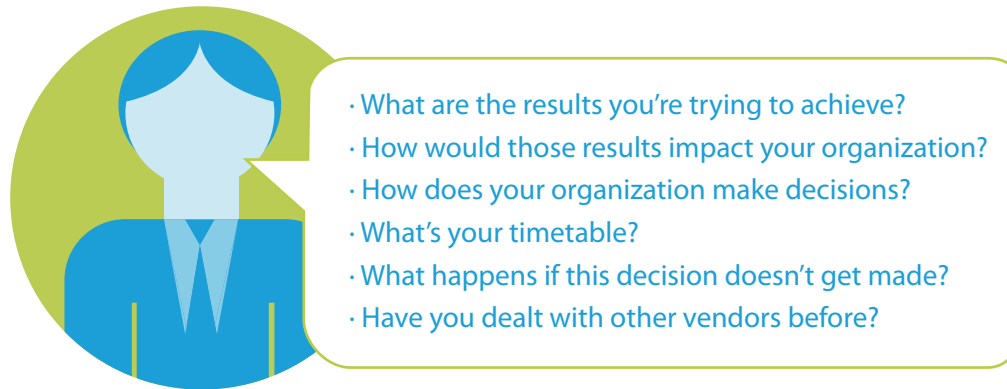 · What are the results you’re trying to achieve?
· How would those results impact your organization?
· How does your organization make decisions?
· What’s your timetable?
· What happens if this decision doesn’t get made?
· Have you dealt with other vendors before?